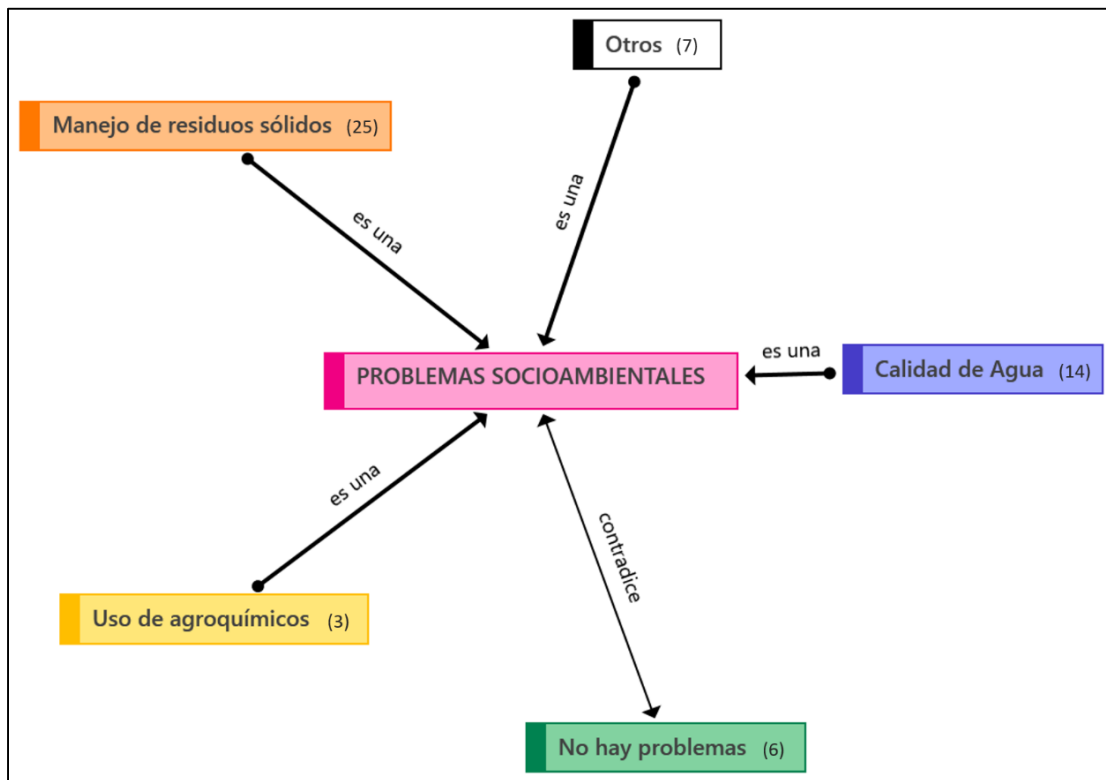 Otros (7)
Manejo de residuos sólidos (25)
es una
es una
PROBLEMAS SOCIOAMBIENTALES
es una
Calidad de Agua (14)
es una
contradice
Uso de agroquímicos (3)
No hay problemas (6)